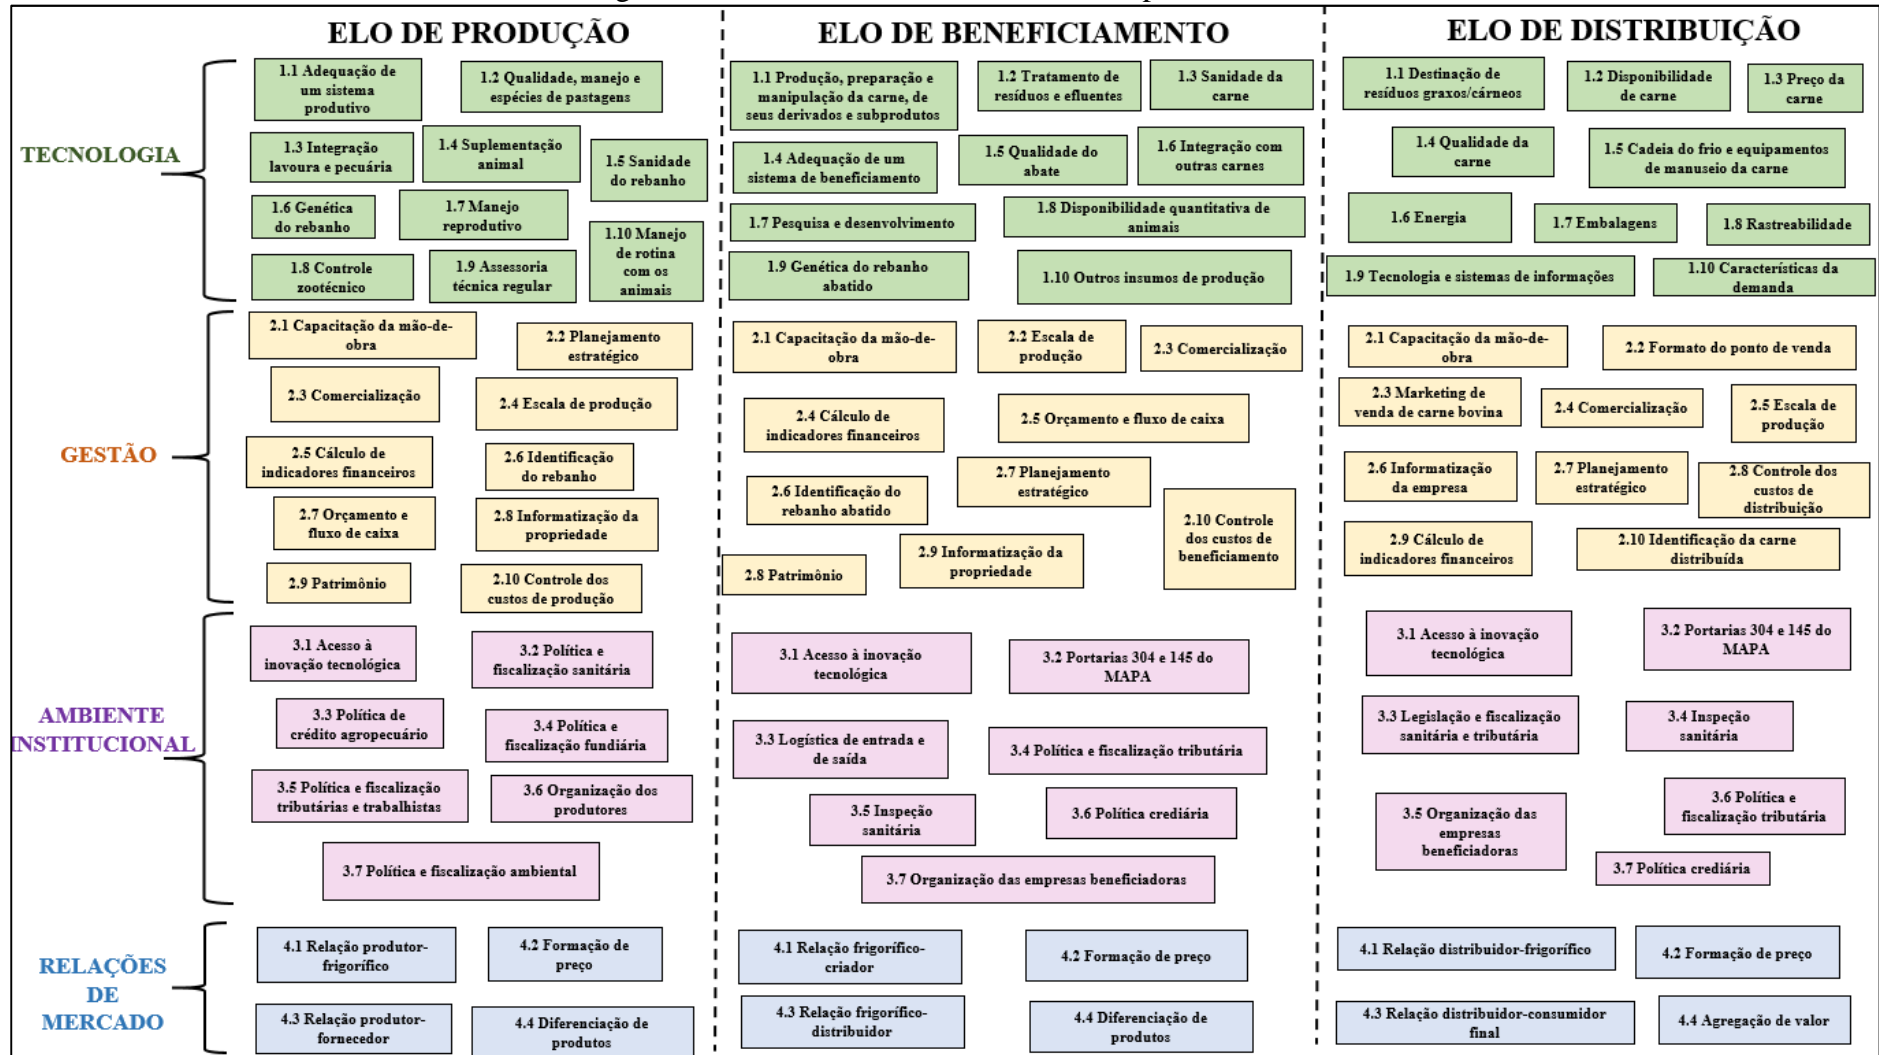 ELO DE PRODUÇÃO
ELO DE BENEFICIAMENTO
ELO DE DISTRIBUIÇÃO
TECNOLOGIA
1.1 Adequação de
um sistema
produtivo
1.2 Qualidade, manejo e
espécies de pastagens
1.3 Integração
lavoura e pecuária
1.4 Suplementação
animal
1.5 Sanidade
do rebanho
1.6 Genética
do rebanho
1.7 Manejo
reprodutivo
1.8 Controle
zootécnico
1.9 Assessoria
técnica regular
1.10 Manejo
de rotina
com os
animais
1.1 Produção, preparação e
manipulação da carne, de
seus derivados e subprodutos
1.2 Tratamento de
resíduos e efluentes
1.3 Sanidade da
carne
1.4 Adequação de um
sistema de beneficiamento
1.5 Qualidade do
abate
1.6 Integração com
outras carnes
1.7 Pesquisa e desenvolvimento
1.8 Disponibilidade quantitativa de
animais
1.9 Genética do rebanho
abatido
1.10 Outros insumos de produção
1.1 Destinação de
resíduos graxos/cárneos
1.2 Disponibilidade
de carne
1.3 Preço da
carne
1.4 Qualidade da
carne
1.5 Cadeia do frio e equipamentos
de manuseio da carne
1.6 Energia
1.7 Embalagens
1.8 Rastreabilidade
1.9 Tecnologia e sistemas de informações
1.10 Características da
demanda
GESTÃO
2.1 Capacitação da mão-de-
obra
2.2 Planejamento
estratégico
2.3 Comercialização
2.4 Escala de produção
2.5 Cálculo de
indicadores financeiros
2.6 Identificação
do rebanho
2.7 Orçamento e
fluxo de caixa
2.8 Informatização da
propriedade
2.9 Patrimônio
2.10 Controle dos
custos de produção
2.1 Capacitação da mão-de-
obra
2.2 Escala de
produção
2.3 Comercialização
2.4 Cálculo de
indicadores financeiros
2.5 Orçamento e fluxo de caixa
2.6 Identificação do
rebanho abatido
2.7 Planejamento
estratégico
2.8 Patrimônio
2.9 Informatização da
propriedade
2.10 Controle
dos custos de
beneficiamento
2.1 Capacitação da mão-de-
obra
2.2 Formato do ponto de venda
2.3 Marketing de
venda de carne bovina
2.4 Comercialização
2.5 Escala de
produção
2.6 Informatização
da empresa
2.7 Planejamento
estratégico
2.8 Controle dos
custos de
distribuição
2.9 Cálculo de
indicadores financeiros
2.10 Identificação da carne
distribuída
AMBIENTE
INSTITUCIONAL
3.1 Acesso à
inovação tecnológica
3.2 Política e
fiscalização sanitária
3.3 Política de
crédito agropecuário
3.4 Política e
fiscalização fundiária
3.5 Política e fiscalização
tributárias e trabalhistas
3.6 Organização dos
produtores
3.7 Política e fiscalização ambiental
3.1 Acesso à inovação
tecnológica
3.2 Portarias 304 e 145 do
MAPA
3.3 Logística de entrada e
de saída
3.4 Política e fiscalização tributária
3.5 Inspeção
sanitária
3.6 Política crediária
3.7 Organização das empresas beneficiadoras
3.1 Acesso à inovação
tecnológica
3.2 Portarias 304 e 145 do
MAPA
3.3 Legislação e fiscalização
sanitária e tributária
3.4 Inspeção
sanitária
3.5 Organização das
empresas
beneficiadoras
3.6 Política e
fiscalização tributária
3.7 Política crediária
RELAÇÕES
DE
MERCADO
4.1 Relação produtor-
frigorífico
4.2 Formação de
preço
4.3 Relação produtor-
fornecedor
4.4 Diferenciação de
produtos
4.1 Relação frigorífico-
criador
4.2 Formação de preço
4.3 Relação frigorífico-
distribuidor
4.4 Diferenciação de
produtos
4.1 Relação distribuidor-frigorífico
4.2 Formação de preço
4.3 Relação distribuidor-consumidor
final
4.4 Agregação de valor